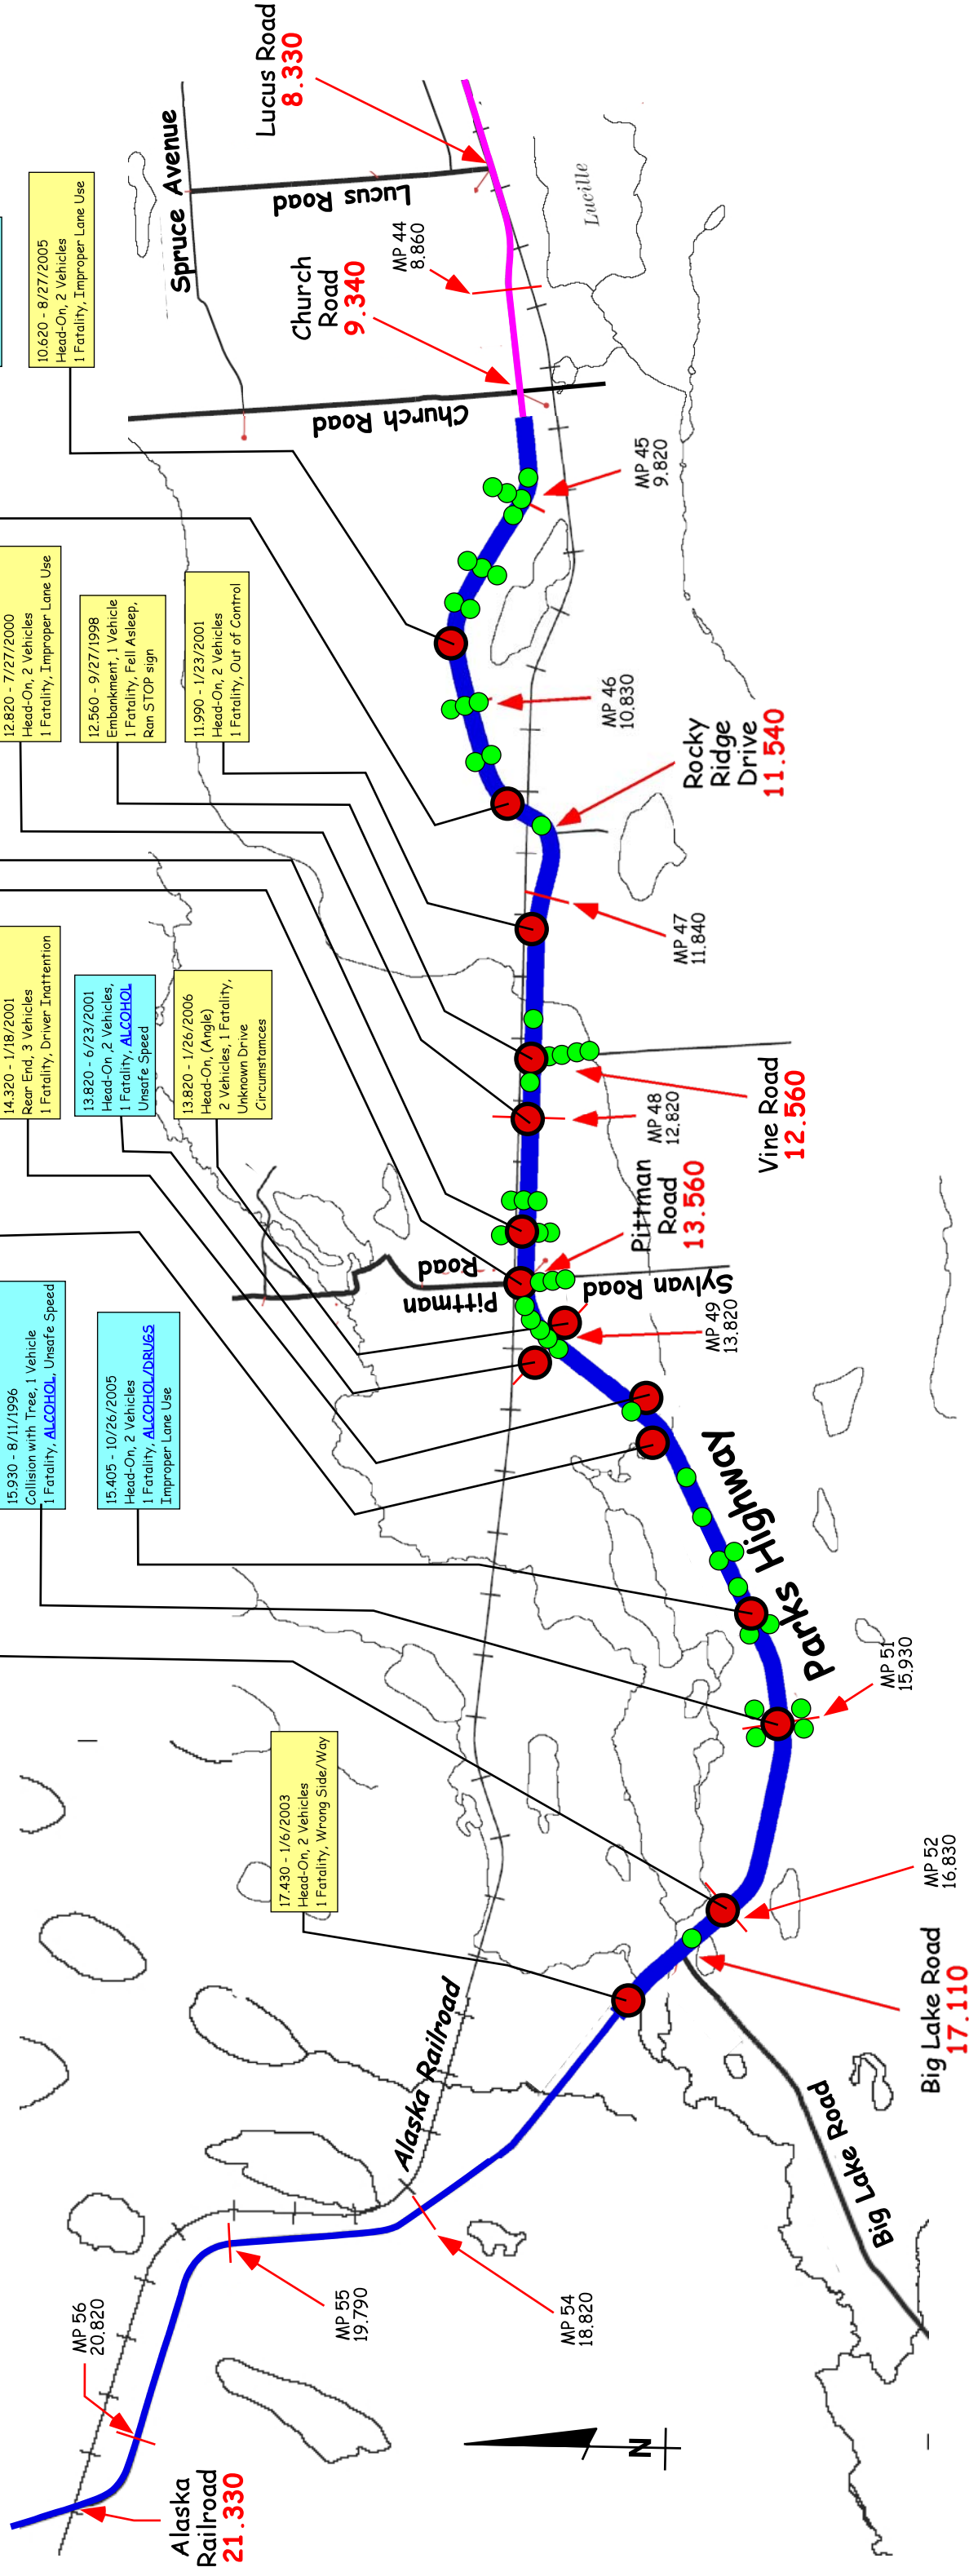 Lucus Road
8.330
Spruce Avenue
Lucus Road
Lucille
MP 44
8.860
Church
Road
9.340
Church Road
10.620 - 8/27/2005
Head-On, 2 Vehicles
1 Fatality, Improper Lane Use
MP 45
9.820
12.820 - 7/27/2000
Head-On, 2 Vehicles
1 Fatality, Improper Lane Use
12.560 - 9/27/1998
Embankment, 1 Vehicle
1 Fatality, Fell Asleep,
Ran STOP sign
11.990 - 1/23/2001
Head-On, 2 Vehicles
1 Fatality, Out of Control
MP 46
10.830
Rocky
Ridge
Drive
11.540
MP 47
11.840
14.320 - 1/18/2001
Rear End, 3 Vehicles
1 Fatality, Driver Inattention
13.820 - 6/23/2001
Head-On, 2 Vehicles,
1 Fatality, ALCOHOL
Unsafe Speed
13.820 - 1/26/2006
Head-On, (Angle)
2 Vehicles, 1 Fatality,
Unknown Drive
Circumstances
Vine Road
12.560
MP 48
12.820
Pittman
Road
13.560
Pittman
Road
Sylvan Road
MP 49
13.820
15.930 - 8/11/1996
Collision with Tree, 1 Vehicle
1 Fatality, ALCOHOL, Unsafe Speed
15.405 - 10/26/2005
Head-On, 2 Vehicles
1 Fatality, ALCOHOL/DRUGS
Improper Lane Use
Parks Highway
MP 51
15.930
17.430 - 1/6/2003
Head-On, 2 Vehicles
1 Fatality, Wrong Side/Way
MP 52
16.830
Big Lake Road
17.110
Alaska Railroad
Big Lake Road
MP 54
18.820
MP 55
19.790
MP 56
20.820
Alaska
Railroad
21.330
N